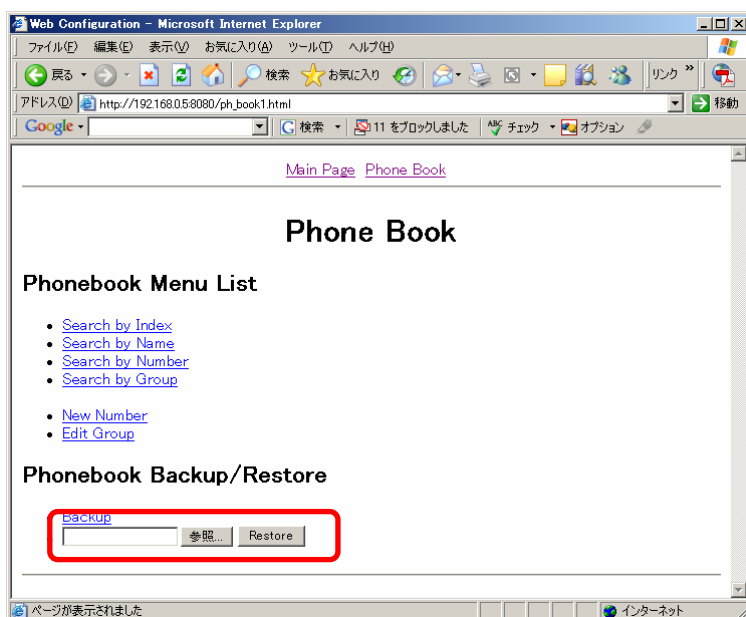 Web Configuration - Microsoft Internet Explorer
ファイル(F) 編集(E) 表示(V) お気に入り(A) ツール(T) ヘルプ(H)
戻る 検索 お気に入り リンク »
アドレス(D) http://192.168.0.5:8080/ph_book1.html 移動
Google 検索 11 をブロックしました ABC チェック オプション
Main Page Phone Book
Phone Book
Phonebook Menu List
Search by Index
Search by Name
Search by Number
Search by Group
New Number
Edit Group
Phonebook Backup/Restore
Backup
参照... Restore
ページが表示されました インターネット